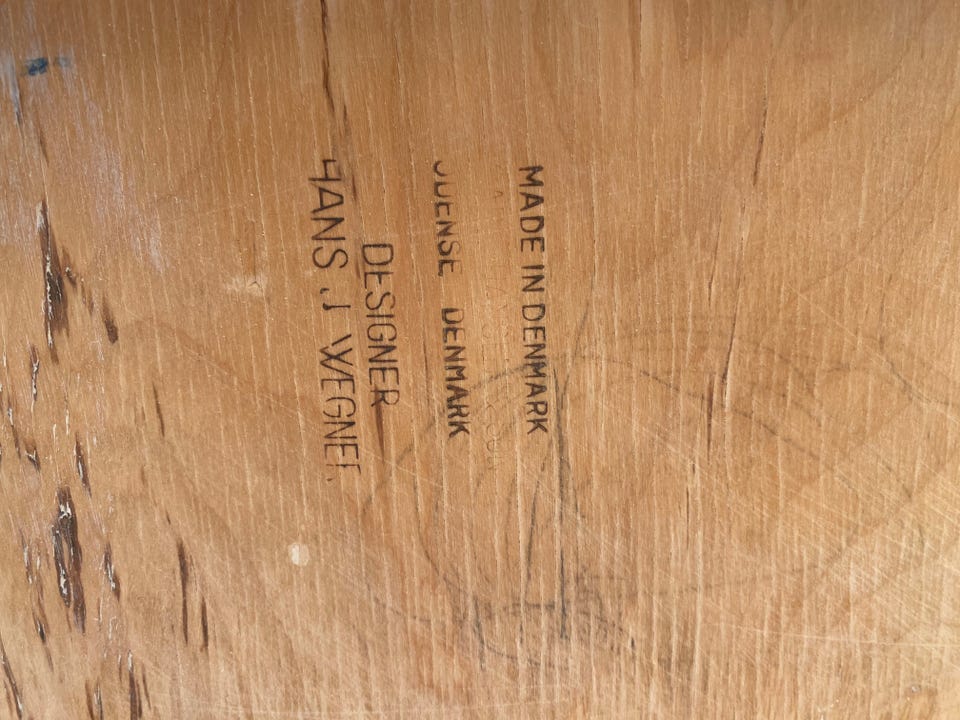 MADE IN DENMARK
ODENSE DENMARK
DESIGNER
HANS J WEGNER